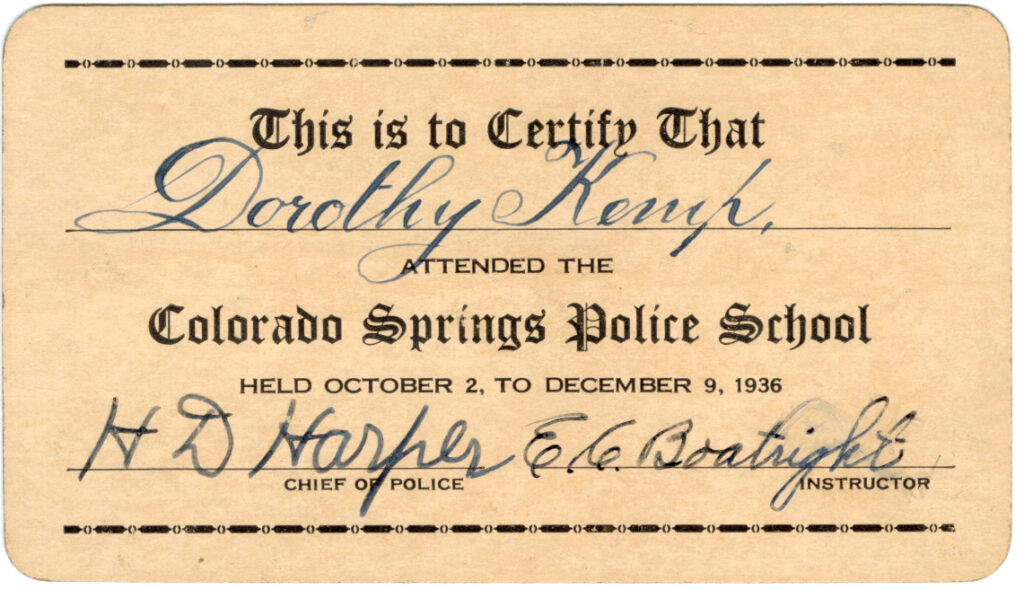 This is to Certify That
Dorothy Kemp,
ATTENDED THE
Colorado Springs Police School
HELD OCTOBER 2, TO DECEMBER 9, 1936
H D Harper E. C. Boatright
CHIEF OF POLICE INSTRUCTOR